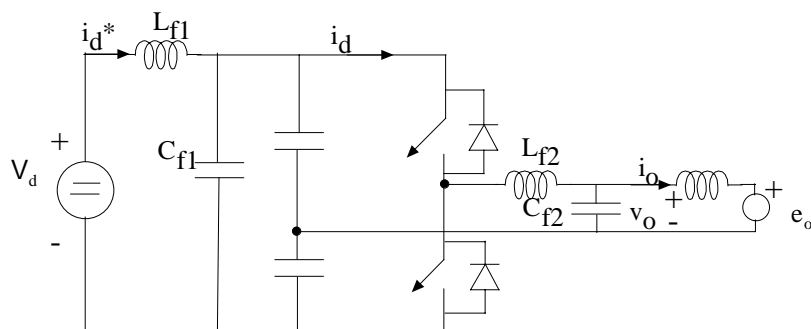 i_d* L_f1 i_d
+ C_f1 L_f2 i_o
V_d C_f2 + v_o +
- - e_o